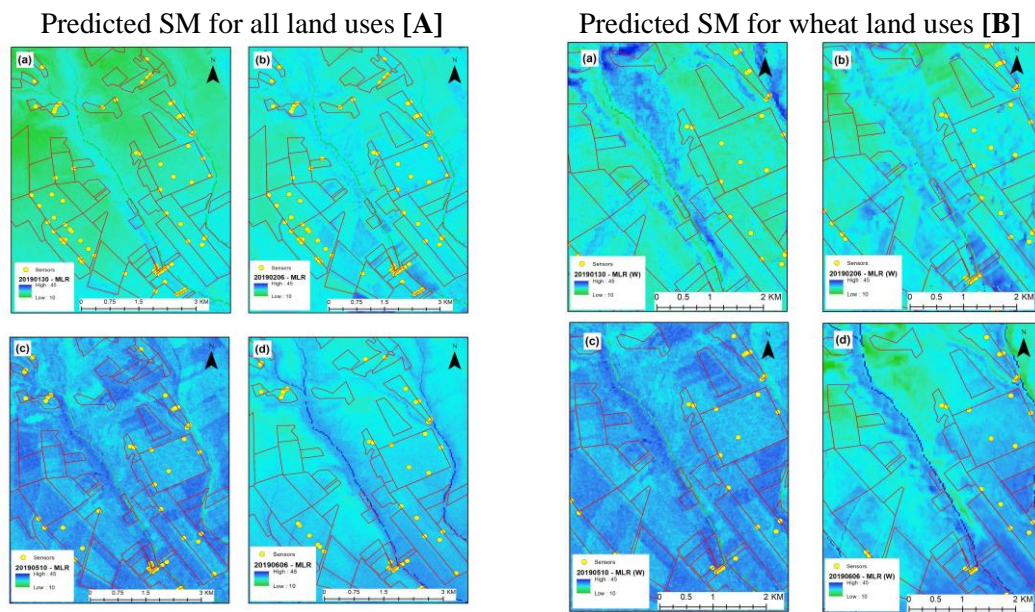 Predicted SM for all land uses [A]
Predicted SM for wheat land uses [B]
(a)
N
Sensors
20190130 - MLR
High : 45
Low : 10
0 0.75 1.5 3 KM
(b)
N
Sensors
20190206 - MLR
High : 45
Low : 10
0 0.75 1.5 3 KM
(a)
N
Sensors
20190130 - MLR (W)
High : 45
Low : 10
0 0.5 1 2 KM
(b)
N
Sensors
20190206 - MLR (W)
High : 45
Low : 10
0 0.5 1 2 KM
(c)
N
Sensors
20190510 - MLR
High : 45
Low : 10
0 0.75 1.5 3 KM
(d)
N
Sensors
20190606 - MLR
High : 45
Low : 10
0 0.75 1.5 3 KM
(c)
N
Sensors
20190510 - MLR (W)
High : 45
Low : 10
0 0.5 1 2 KM
(d)
N
Sensors
20190606 - MLR (W)
High : 45
Low : 10
0 0.5 1 2 KM